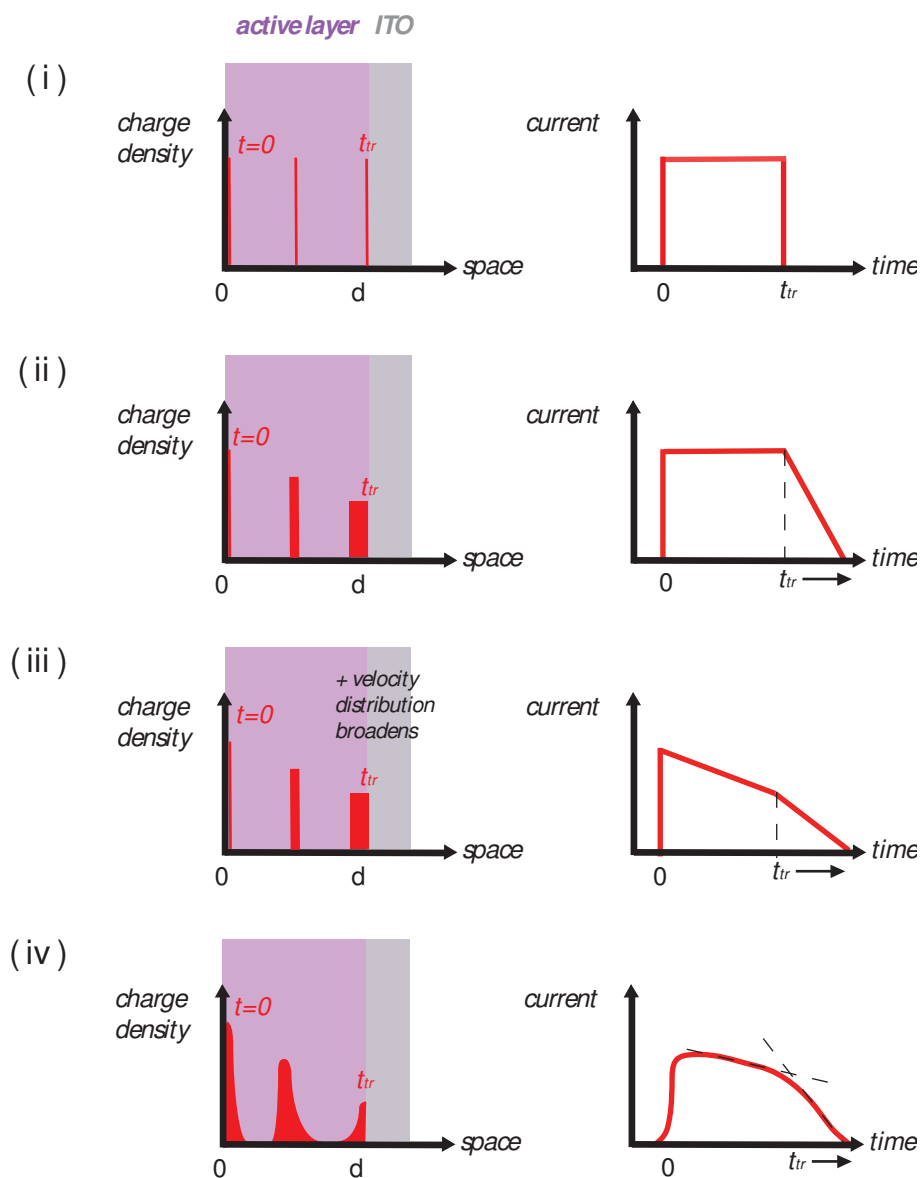 active layer ITO
(i)
charge
density
t=0
ttr
space
0
d
current
time
0
ttr
(ii)
charge
density
t=0
ttr
space
0
d
current
time
0
ttr
(iii)
+ velocity
distribution
broadens
charge
density
t=0
ttr
space
0
d
current
time
0
ttr
(iv)
charge
density
t=0
ttr
space
0
d
current
time
0
ttr